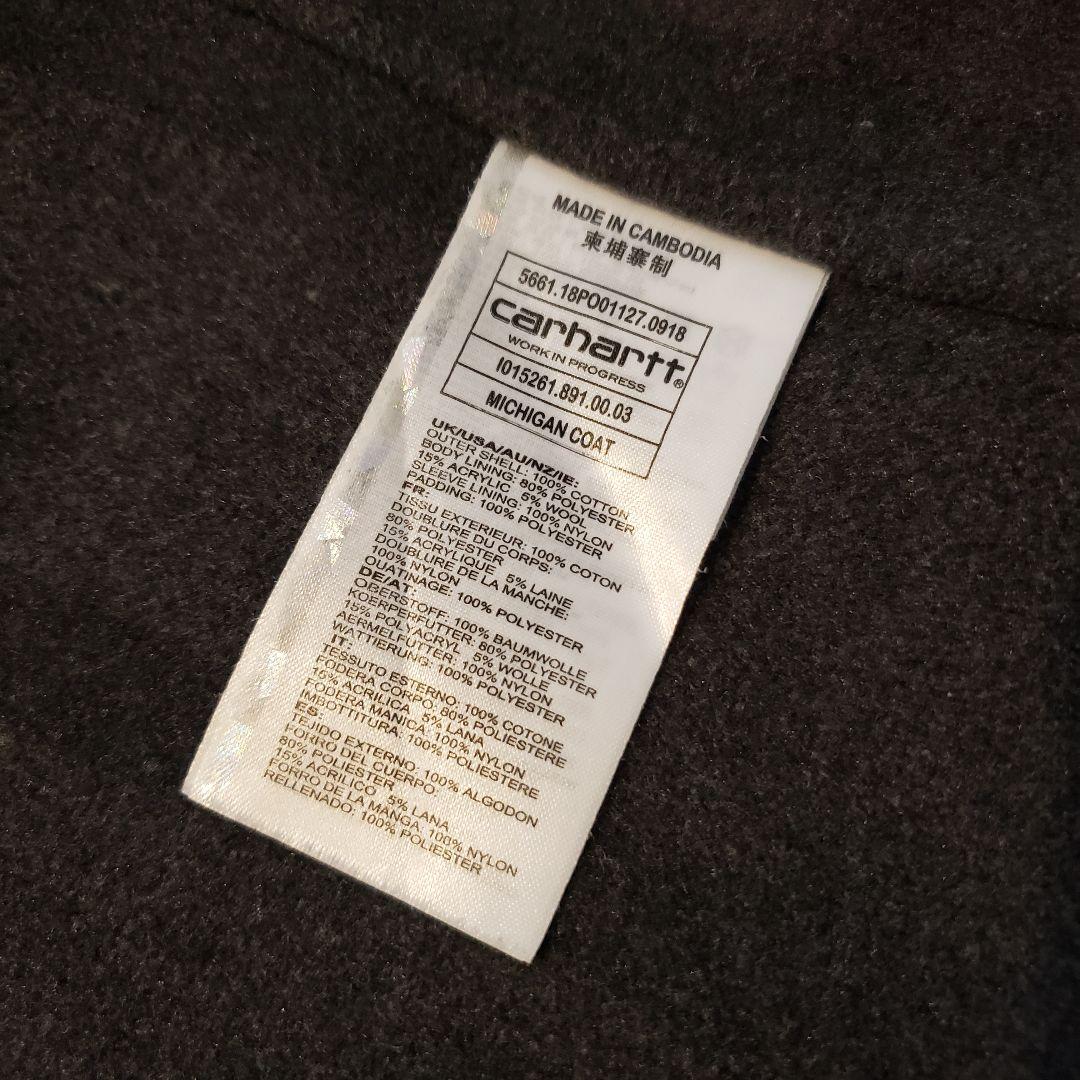 MADE IN CAMBODIA
柬埔寨制
5661.18PO01127.0918
carhartt®
WORK IN PROGRESS
I015261.891.00.03
MICHIGAN COAT
UK/USA/AU/NZ/IE:
OUTER SHELL: 100% COTTON
BODY LINING: 80% POLYESTER
15% ACRYLIC 5% WOOL
SLEEVE LINING: 100% NYLON
PADDING: 100% POLYESTER
FR:
TISSU EXTERIEUR: 100% COTON
DOUBLURE DU CORPS:
80% POLYESTER
15% ACRYLIQUE 5% LAINE
DOUBLURE DE LA MANCHE:
100% NYLON
OUATINAGE: 100% POLYESTER
DE/AT:
OBERSTOFF: 100% BAUMWOLLE
KOERPERFUTTER: 80% POLYESTER
15% POLYACRYL 5% WOLLE
AERMELFUTTER: 100% NYLON
WATTIERUNG: 100% POLYESTER
IT:
TESSUTO ESTERNO: 100% COTONE
FODERA CORPO: 80% POLIESTERE
15% ACRILICA 5% LANA
FODERA MANICA: 100% NYLON
IMBOTTITURA: 100% POLIESTERE
ES:
TEJIDO EXTERNO: 100% ALGODON
FORRO DEL CUERPO:
80% POLIESTER
15% ACRILICO 5% LANA
FORRO DE LA MANGA: 100% NYLON
RELLENADO: 100% POLIESTER